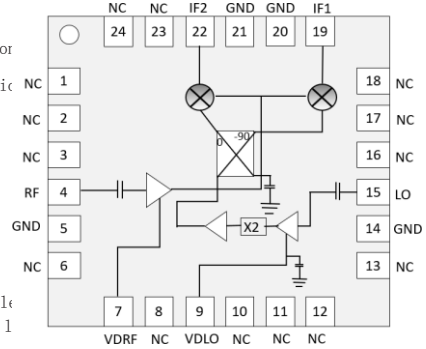 NC NC IF2 GND GND IF1
24 23 22 21 20 19
NC 1 18 NC
NC 2 17 NC
0 -90
NC 3 16 NC
RF 4 15 LO
GND 5 X2 14 GND
NC 6 13 NC
7 8 9 10 11 12
VDRF NC VDLO NC NC NC